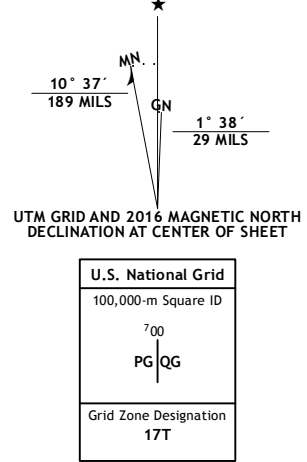 ★
MN
10° 37´
189 MILS
GN
1° 38´
29 MILS
UTM GRID AND 2016 MAGNETIC NORTH
DECLINATION AT CENTER OF SHEET
U.S. National Grid
100,000-m Square ID
⁷00
PG QG
Grid Zone Designation
17T